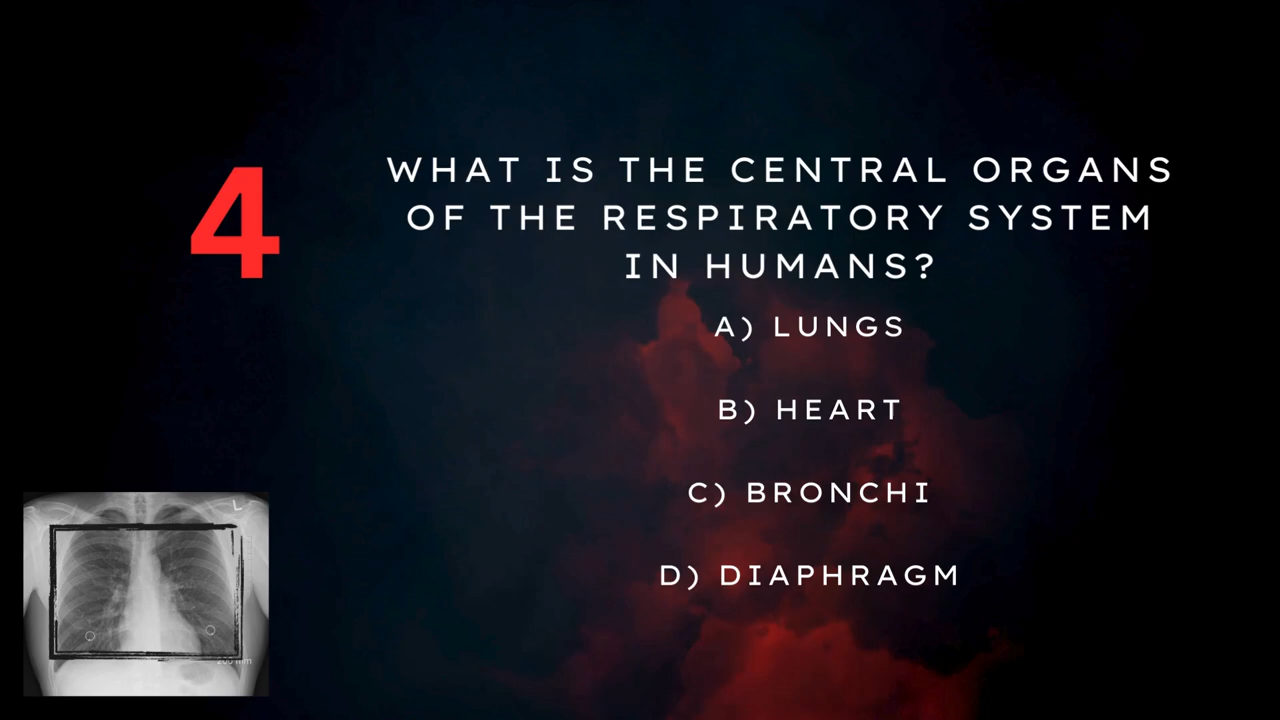 4
WHAT IS THE CENTRAL ORGANS
OF THE RESPIRATORY SYSTEM
IN HUMANS?
A) LUNGS
B) HEART
C) BRONCHI
D) DIAPHRAGM
L